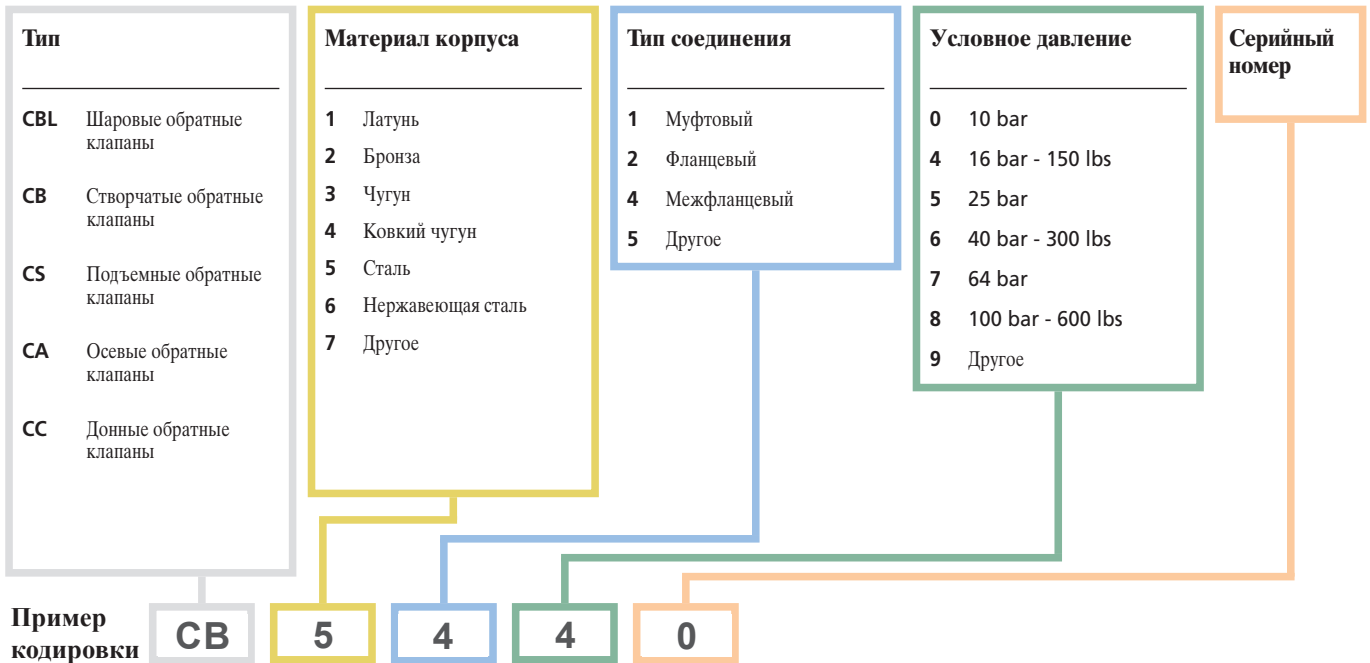 Тип
CBL Шаровые обратные
клапаны
CB Створчатые обратные
клапаны
CS Подъемные обратные
клапаны
CA Осевые обратные
клапаны
CC Донные обратные
клапаны
Материал корпуса
1 Латунь
2 Бронза
3 Чугун
4 Ковкий чугун
5 Сталь
6 Нержавеющая сталь
7 Другое
Тип соединения
1 Муфтовый
2 Фланцевый
4 Межфланцевый
5 Другое
Условное давление
0 10 bar
4 16 bar - 150 lbs
5 25 bar
6 40 bar - 300 lbs
7 64 bar
8 100 bar - 600 lbs
9 Другое
Серийный
номер
Пример
кодировки CB 5 4 4 0